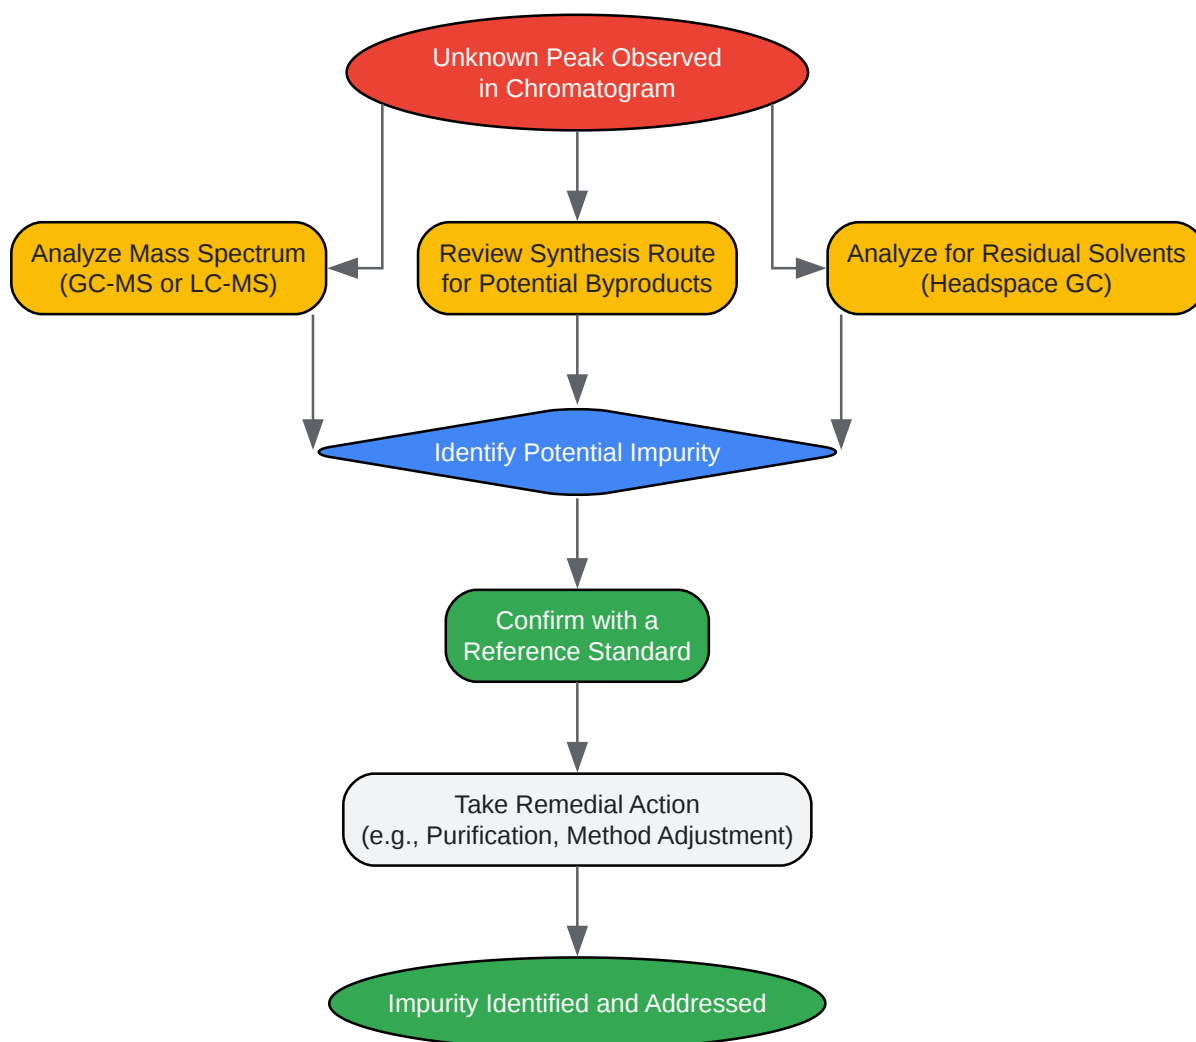 Unknown Peak Observed
in Chromatogram
Analyze Mass Spectrum
(GC-MS or LC-MS)
Review Synthesis Route
for Potential Byproducts
Analyze for Residual Solvents
(Headspace GC)
Identify Potential Impurity
Confirm with a
Reference Standard
Take Remedial Action
(e.g., Purification, Method Adjustment)
Impurity Identified and Addressed